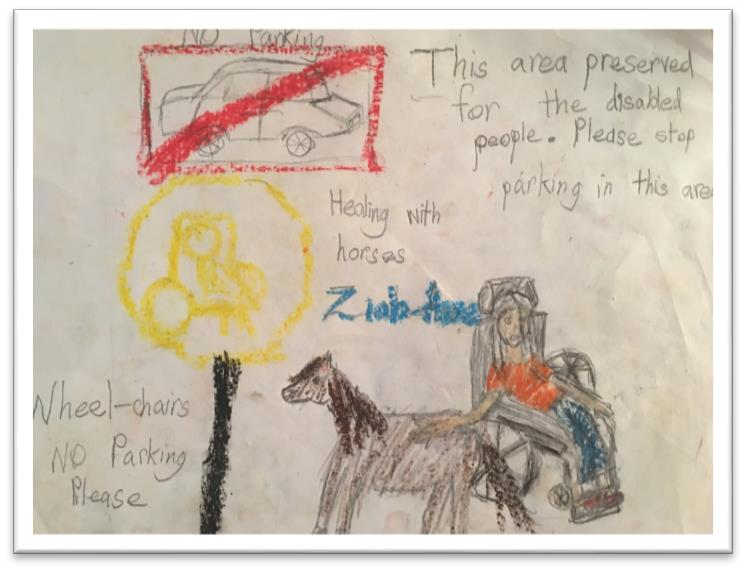 NO Parking
This area preserved
for the disabled
people. Please stop
parking in this area
Healing with
horses
Wheel-chairs
NO Parking
Please